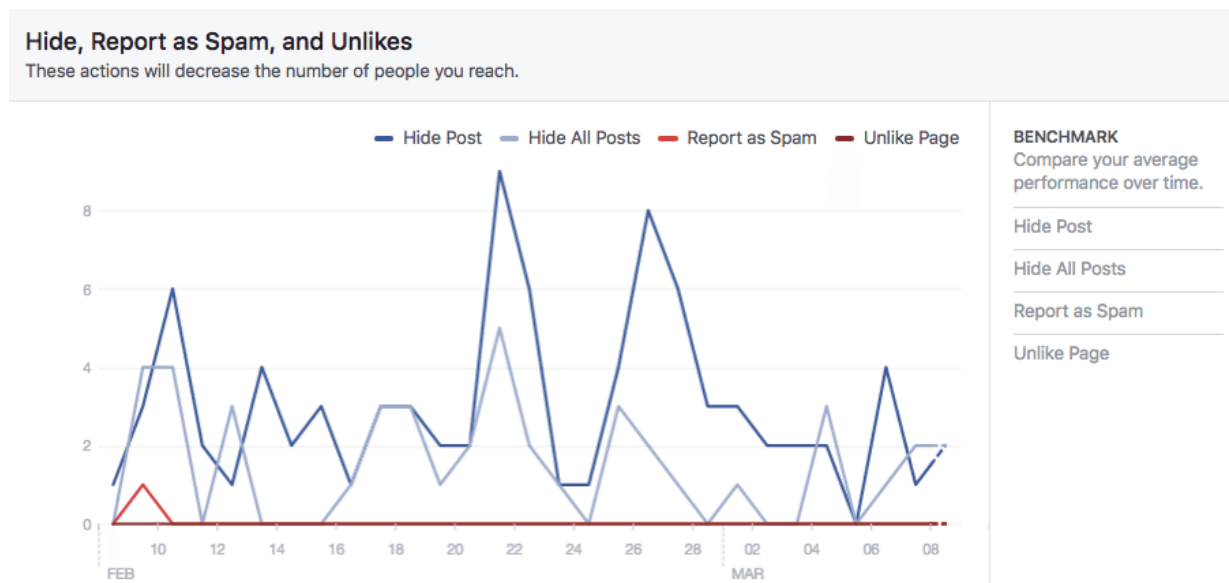 Hide, Report as Spam, and Unlikes
These actions will decrease the number of people you reach.
Hide Post Hide All Posts Report as Spam Unlike Page
8
6
4
2
0
10 12 14 16 18 20 22 24 26 28 02 04 06 08
FEB MAR
BENCHMARK
Compare your average
performance over time.
Hide Post
Hide All Posts
Report as Spam
Unlike Page